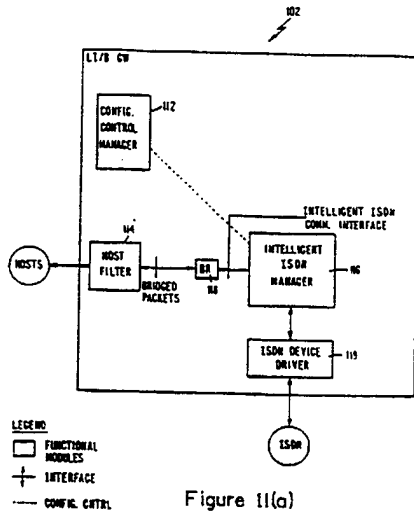 102
LI/B GW
CONFIG.
CONTROL
MANAGER
112
INTELLIGENT ISDN
COMM. INTERFACE
114
HOSTS
HOST
FILTER
BRIDGED
PACKETS
BR
118
INTELLIGENT
ISDN
MANAGER
116
ISDN DEVICE
DRIVER
119
ISDN
LEGEND
FUNCTIONAL
MODULES
INTERFACE
CONFIG. CNTRL
Figure 11(a)